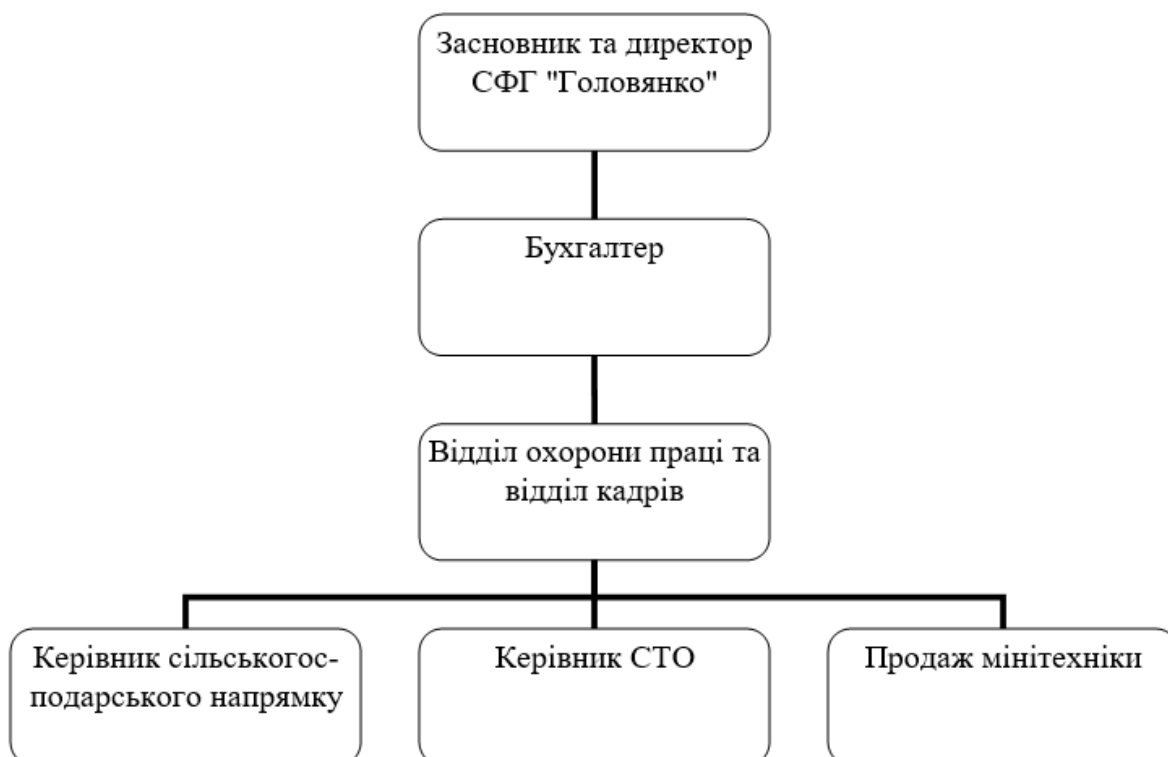 Засновник та директор
СФГ "Головянко"
Бухгалтер
Відділ охорони праці та
відділ кадрів
Керівник сільськогос-
подарського напрямку
Керівник СТО
Продаж мінітехніки